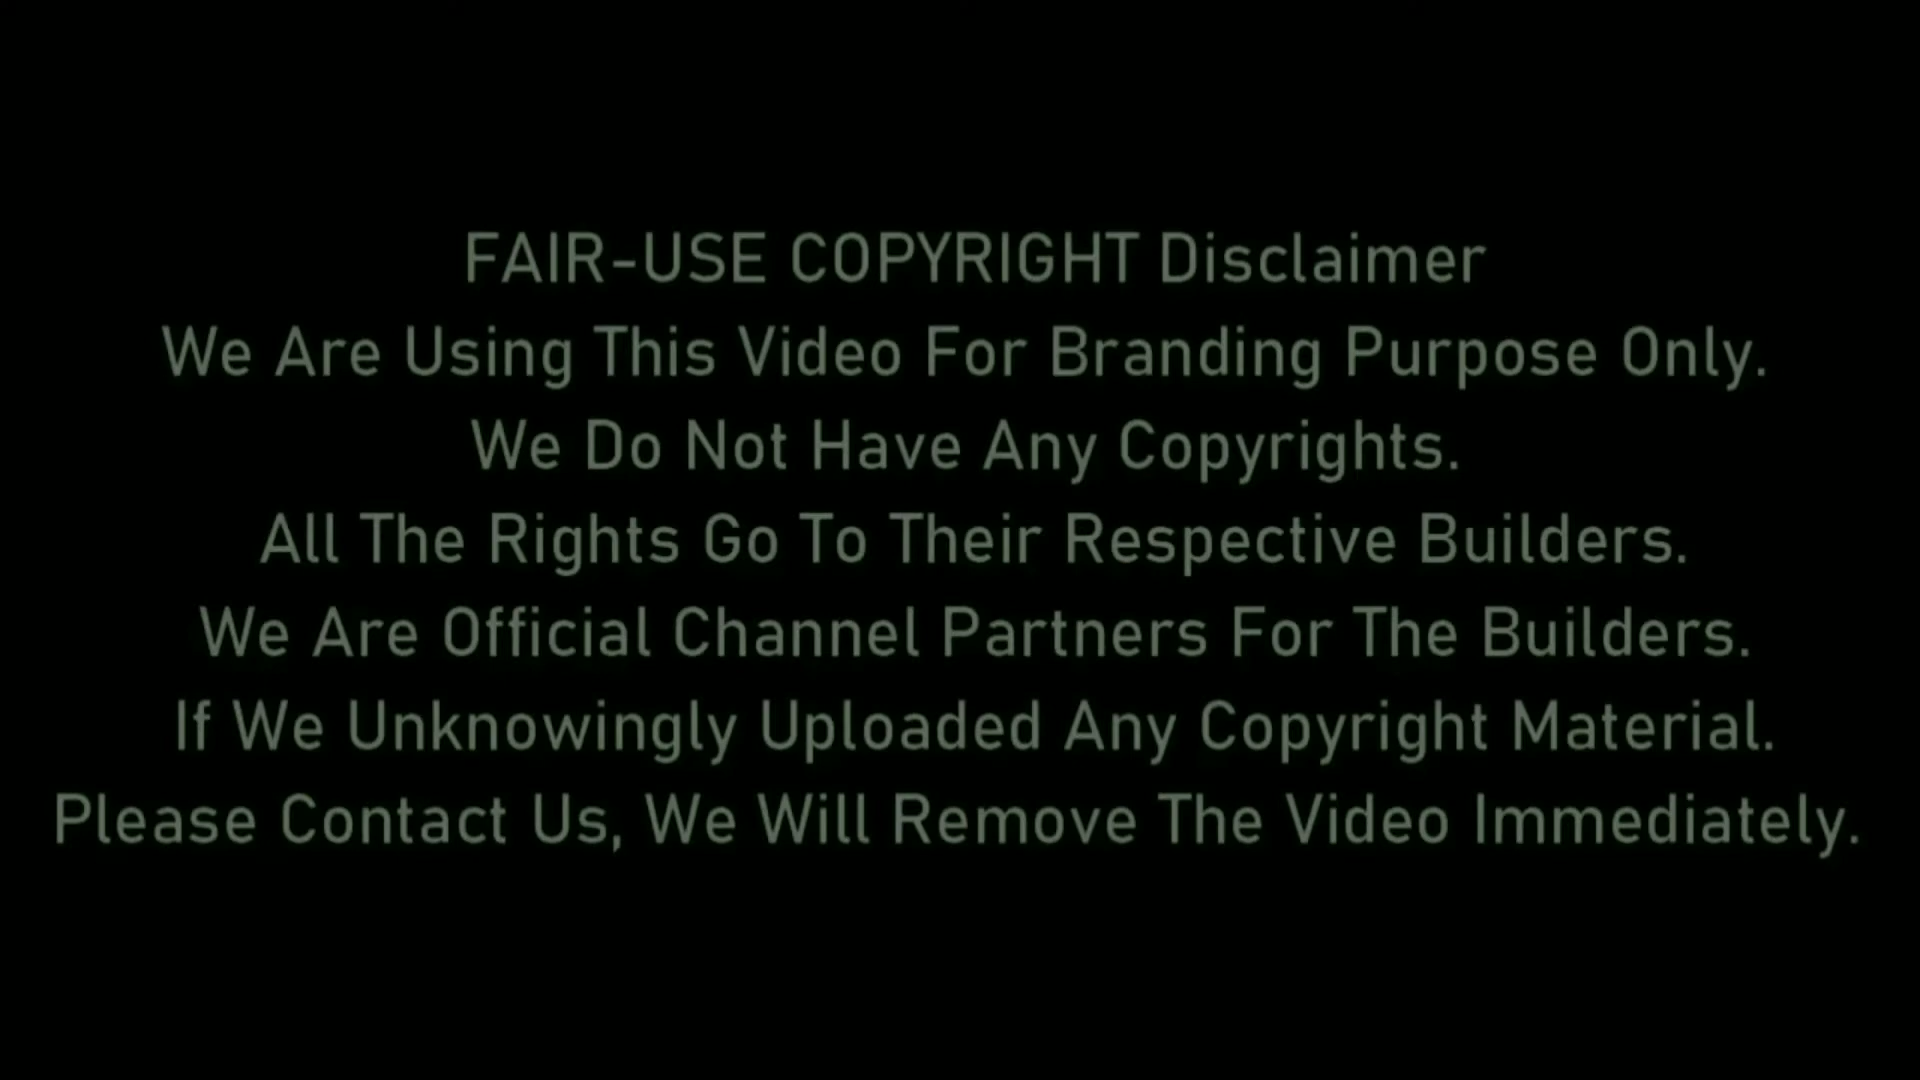 FAIR-USE COPYRIGHT Disclaimer
We Are Using This Video For Branding Purpose Only.
We Do Not Have Any Copyrights.
All The Rights Go To Their Respective Builders.
We Are Official Channel Partners For The Builders.
If We Unknowingly Uploaded Any Copyright Material.
Please Contact Us, We Will Remove The Video Immediately.